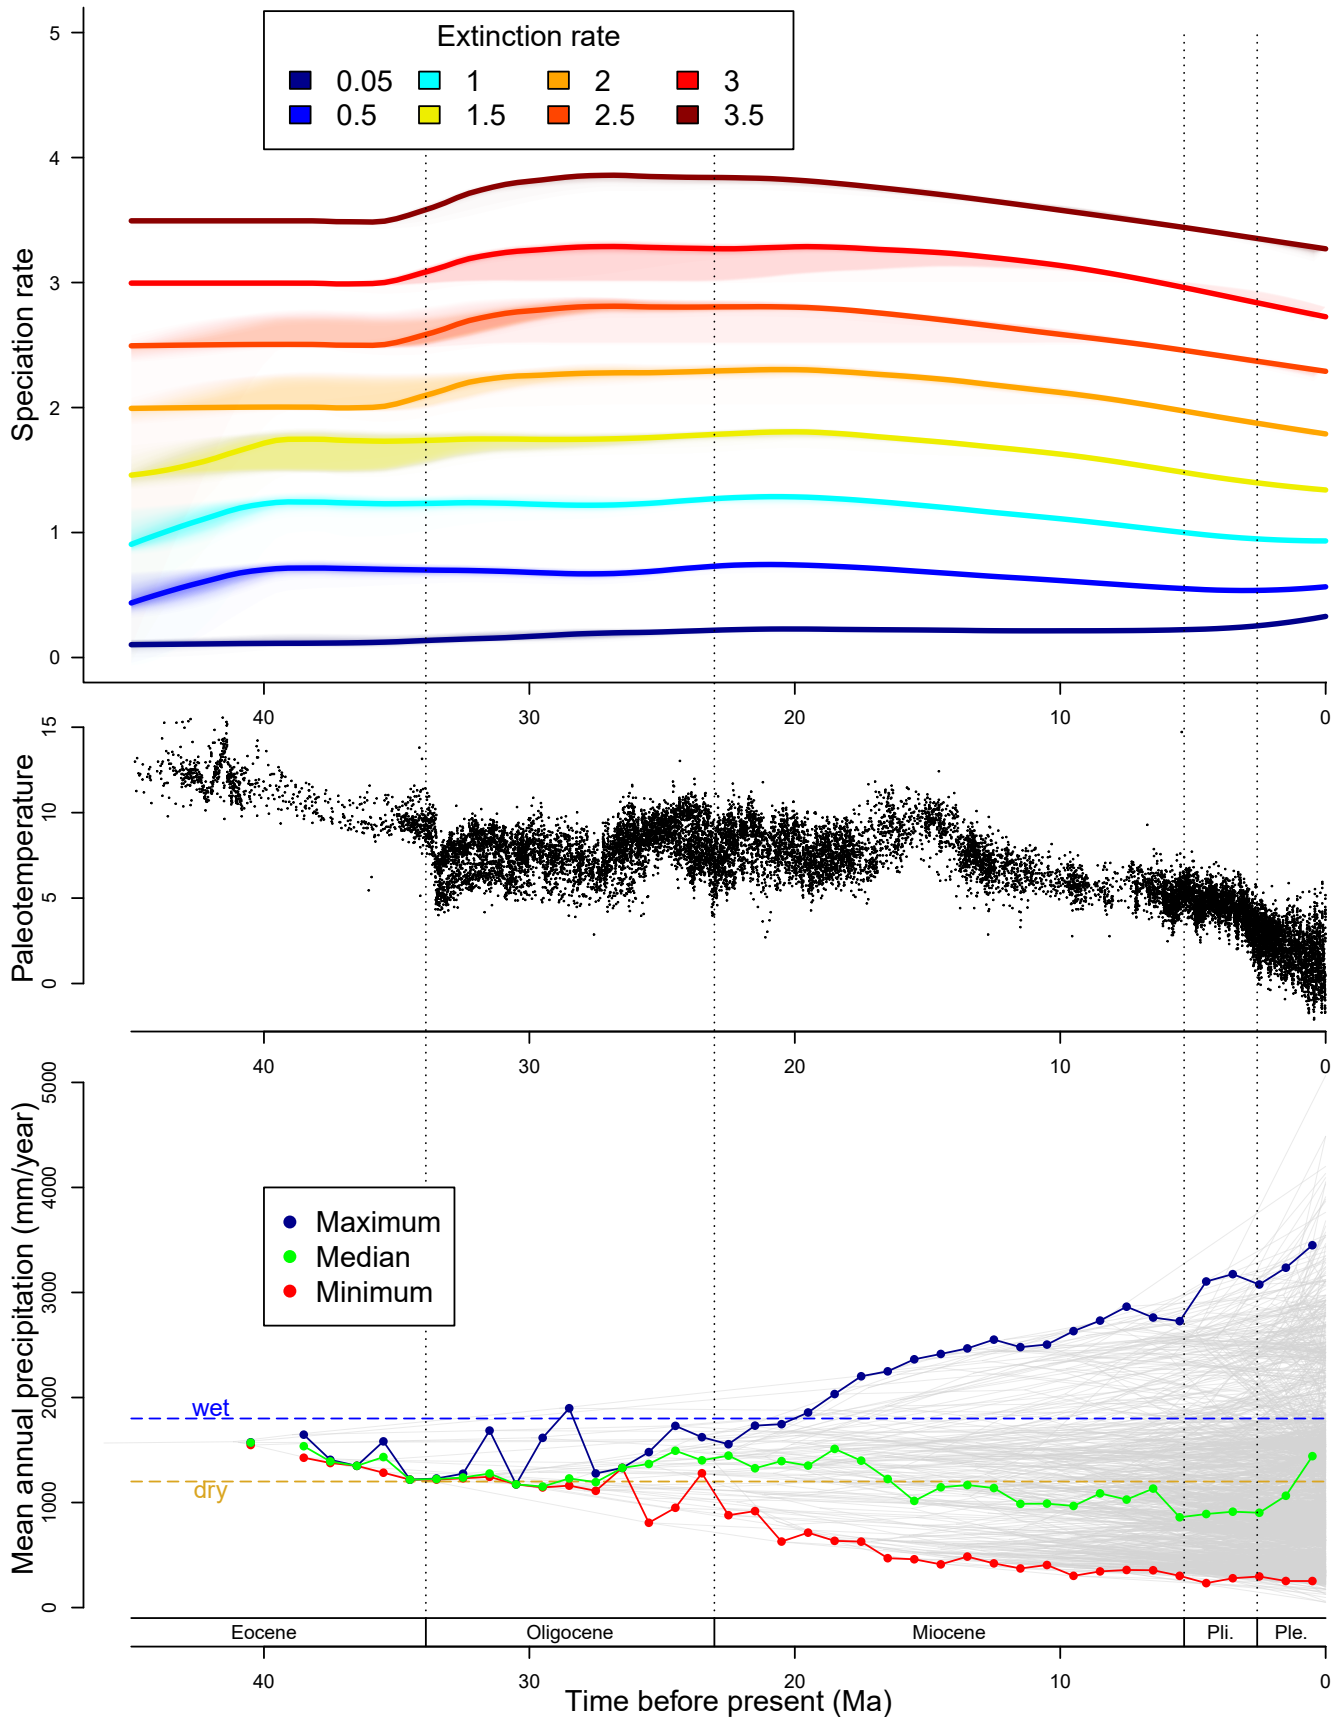 Extinction rate
0.05 1 2 3
0.5 1.5 2.5 3.5
Speciation rate
5
4
3
2
1
0
40 30 20 10 0
Paleotemperature
15
10
5
0
40 30 20 10 0
Mean annual precipitation (mm/year)
5000
4000
3000
2000
1000
0
Maximum
Median
Minimum
wet
dry
Eocene Oligocene Miocene Pli. Ple.
40 30 20 10 0
Time before present (Ma)